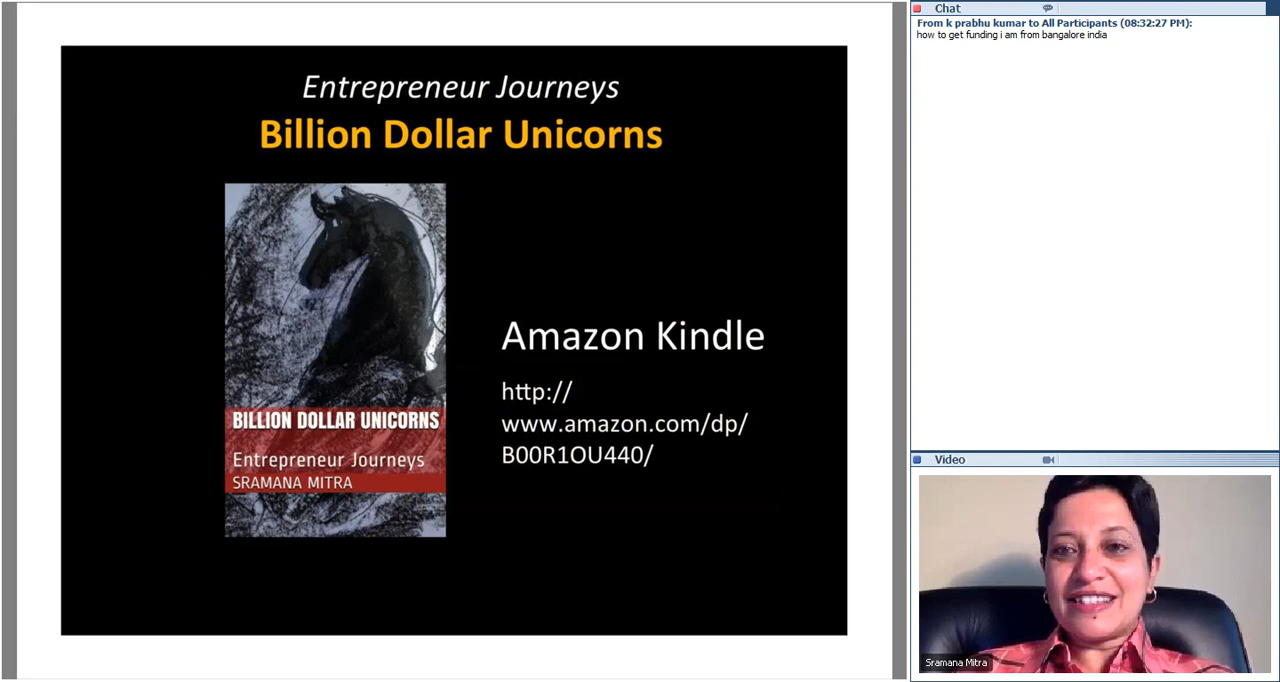 Entrepreneur Journeys
Billion Dollar Unicorns
BILLION DOLLAR UNICORNS
Entrepreneur Journeys
SRAMANA MITRA
Amazon Kindle
http://
www.amazon.com/dp/
B00R1OU440/
Chat
From k prabhu kumar to All Participants (08:32:27 PM):
how to get funding i am from bangalore india
Video
Sramana Mitra